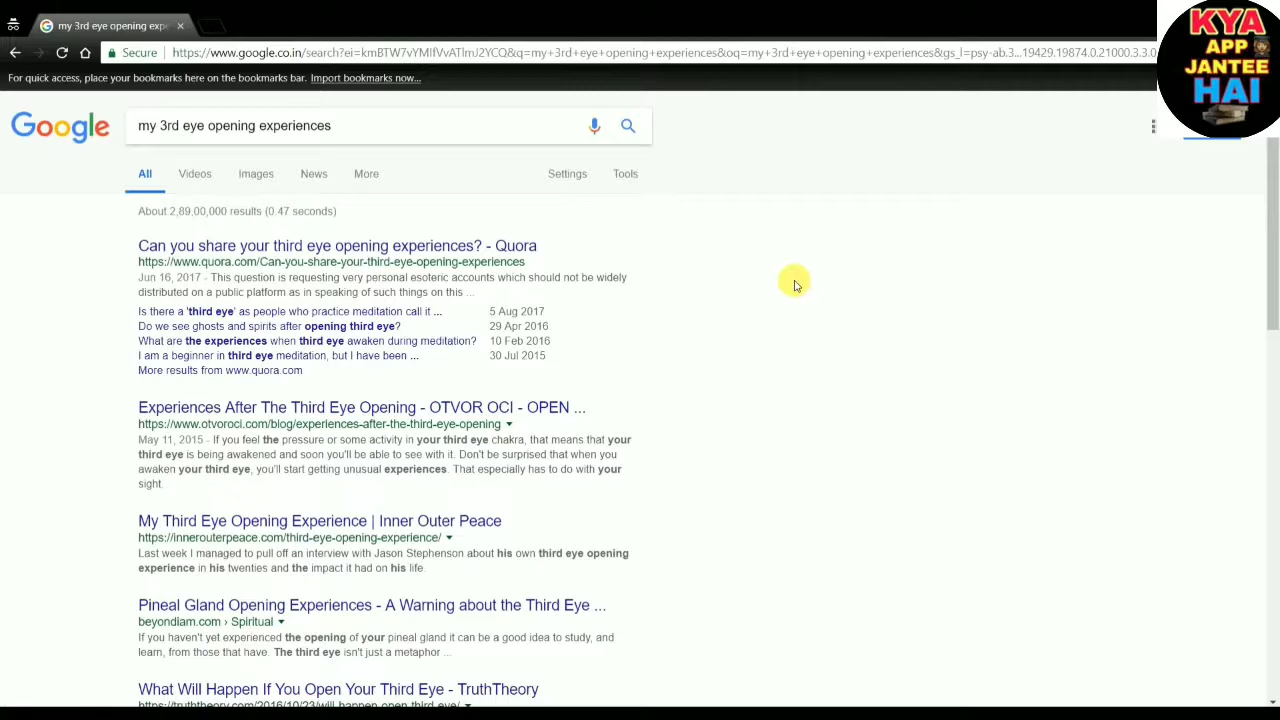 my 3rd eye opening expe
KYA
APP
JANTEE
HAI
Secure
https://www.google.co.in/search?ei=kmBTW7vYMIfVvATlmJ2YCQ&q=my+3rd+eye+opening+experiences&oq=my+3rd+eye+opening+experiences&gs_l=psy-ab.3...19429.19874.0.21000.3.3.0
For quick access, place your bookmarks here on the bookmarks bar. Import bookmarks now...
Google
my 3rd eye opening experiences
All Videos Images News More Settings Tools
About 2,89,00,000 results (0.47 seconds)
Can you share your third eye opening experiences? - Quora
https://www.quora.com/Can-you-share-your-third-eye-opening-experiences
Jun 16, 2017 - This question is requesting very personal esoteric accounts which should not be widely
distributed on a public platform as in speaking of such things on this ...
Is there a 'third eye' as people who practice meditation call it ... 5 Aug 2017
Do we see ghosts and spirits after opening third eye? 29 Apr 2016
What are the experiences when third eye awaken during meditation? 10 Feb 2016
I am a beginner in third eye meditation, but I have been ... 30 Jul 2015
More results from www.quora.com
Experiences After The Third Eye Opening - OTVOR OCI - OPEN ...
https://www.otvoroci.com/blog/experiences-after-the-third-eye-opening
May 11, 2015 - If you feel the pressure or some activity in your third eye chakra, that means that your
third eye is being awakened and soon you'll be able to see with it. Don't be surprised that when you
awaken your third eye, you'll start getting unusual experiences. That especially has to do with your
sight.
My Third Eye Opening Experience | Inner Outer Peace
https://innerouterpeace.com/third-eye-opening-experience/
Last week I managed to pull off an interview with Jason Stephenson about his own third eye opening
experience in his twenties and the impact it had on his life.
Pineal Gland Opening Experiences - A Warning about the Third Eye ...
beyondiam.com › Spiritual
If you haven't yet experienced the opening of your pineal gland it can be a good idea to study, and
learn, from those that have. The third eye isn't just a metaphor ...
What Will Happen If You Open Your Third Eye - TruthTheory
https://truththeory.com/2016/10/23/will-happen-open-third-eye/